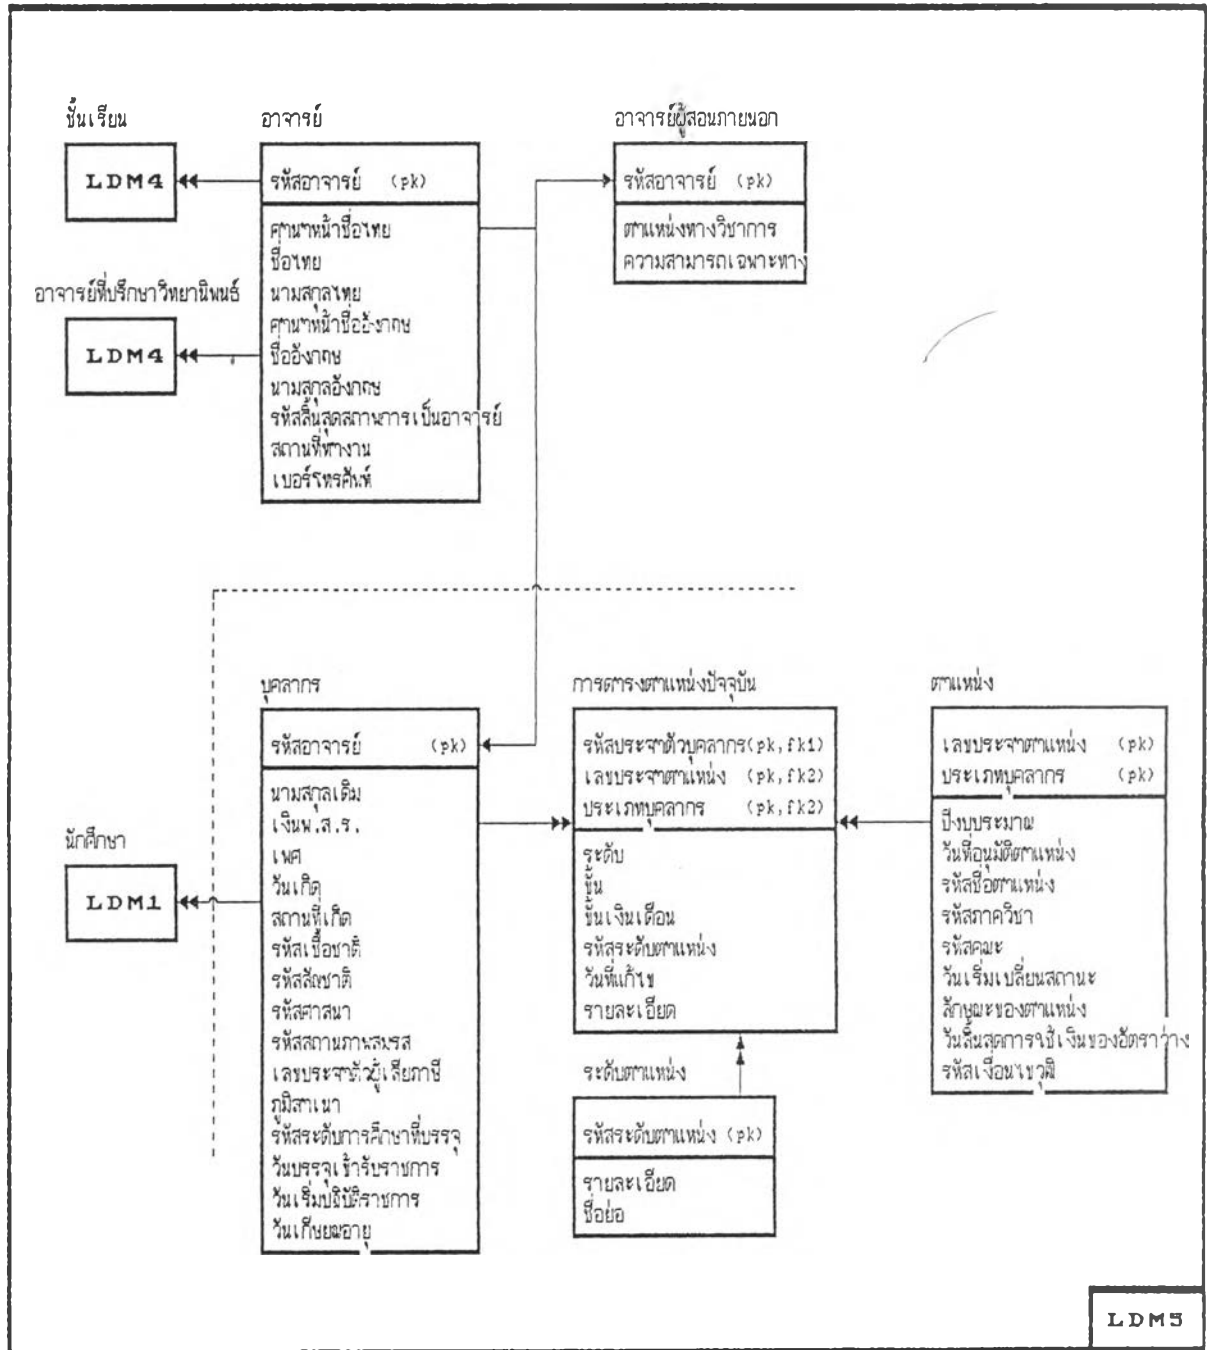 ชั้นเรียน
LDM4
อาจารย์ที่ปรึกษาวิทยานิพนธ์
LDM4
อาจารย์
รหัสอาจารย์ (pk)
คำนำหน้าชื่อไทย
ชื่อไทย
นามสกุลไทย
คำนำหน้าชื่ออังกฤษ
ชื่ออังกฤษ
นามสกุลอังกฤษ
รหัสสิ้นสุดสภาพการเป็นอาจารย์
สถานที่ทำงาน
เบอร์โทรศัพท์
อาจารย์ผู้สอนภายนอก
รหัสอาจารย์ (pk)
ตำแหน่งทางวิชาการ
ความสามารถเฉพาะทาง
นักศึกษา
LDM1
บุคลากร
รหัสอาจารย์ (pk)
นามสกุลเดิม
เงินพ.ส.ร.
เพศ
วันเกิด
สถานที่เกิด
รหัสเชื้อชาติ
รหัสสัญชาติ
รหัสศาสนา
รหัสสถานภาพสมรส
เลขประจำตัวผู้เสียภาษี
ภูมิลำเนา
รหัสระดับการศึกษาที่บรรจุ
วันบรรจุเข้ารับราชการ
วันเริ่มปฏิบัติราชการ
วันเกษียณอายุ
การดำรงตำแหน่งปัจจุบัน
รหัสประจำตัวบุคลากร(pk,fk1)
เลขประจำตำแหน่ง (pk,fk2)
ประเภทบุคลากร (pk,fk2)
ระดับ
ขั้น
ขั้นเงินเดือน
รหัสระดับตำแหน่ง
วันที่แก้ไข
รายละเอียด
ระดับตำแหน่ง
รหัสระดับตำแหน่ง (pk)
รายละเอียด
ชื่อย่อ
ตำแหน่ง
เลขประจำตำแหน่ง (pk)
ประเภทบุคลากร (pk)
ปีงบประมาณ
วันที่อนุมัติตำแหน่ง
รหัสชื่อตำแหน่ง
รหัสภาควิชา
รหัสคณะ
วันเริ่มเปลี่ยนสถานะ
ลักษณะของตำแหน่ง
วันสิ้นสุดการใช้เงินของอัตราว่าง
รหัสเงื่อนไขวุฒิ
LDM5